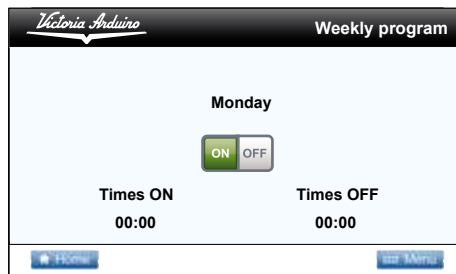 Victoria Arduino
Weekly program
Monday
ON OFF
Times ON Times OFF
00:00 00:00
Home Menu